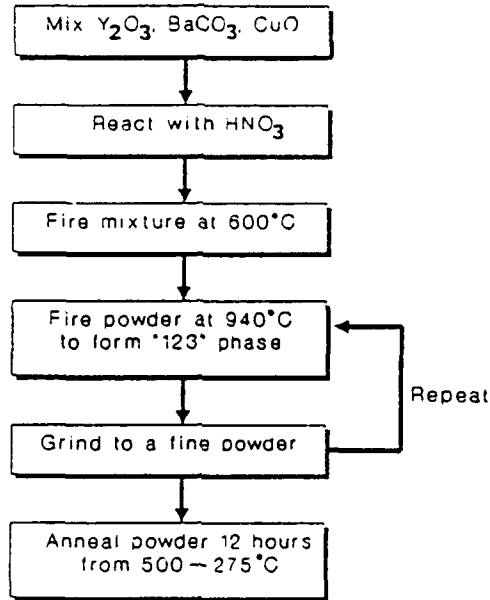 Mix Y₂O₃, BaCO₃, CuO
React with HNO₃
Fire mixture at 600°C
Fire powder at 940°C
to form "123" phase
Repeat
Grind to a fine powder
Anneal powder 12 hours
from 500 — 275°C